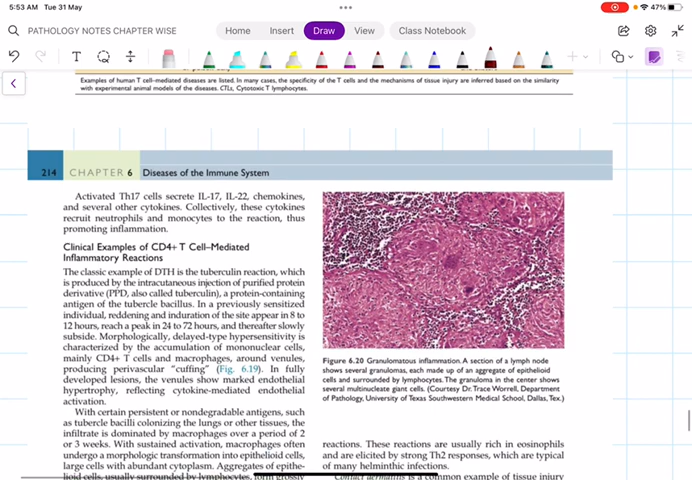 5:53 AM Tue 31 May
47%
PATHOLOGY NOTES CHAPTER WISE
Home Insert Draw View Class Notebook
Examples of human T cell–mediated diseases are listed. In many cases, the specificity of the T cells and the mechanisms of tissue injury are inferred based on the similarity
with experimental animal models of the diseases. CTLs, Cytotoxic T lymphocytes.
214 CHAPTER 6 Diseases of the Immune System
Activated Th17 cells secrete IL-17, IL-22, chemokines,
and several other cytokines. Collectively, these cytokines
recruit neutrophils and monocytes to the reaction, thus
promoting inflammation.
Clinical Examples of CD4+ T Cell–Mediated
Inflammatory Reactions
The classic example of DTH is the tuberculin reaction, which
is produced by the intracutaneous injection of purified protein
derivative (PPD, also called tuberculin), a protein-containing
antigen of the tubercle bacillus. In a previously sensitized
individual, reddening and induration of the site appear in 8 to
12 hours, reach a peak in 24 to 72 hours, and thereafter slowly
subside. Morphologically, delayed-type hypersensitivity is
characterized by the accumulation of mononuclear cells,
mainly CD4+ T cells and macrophages, around venules,
producing perivascular “cuffing” (Fig. 6.19). In fully
developed lesions, the venules show marked endothelial
hypertrophy, reflecting cytokine-mediated endothelial
activation.
With certain persistent or nondegradable antigens, such
as tubercle bacilli colonizing the lungs or other tissues, the
infiltrate is dominated by macrophages over a period of 2
or 3 weeks. With sustained activation, macrophages often
undergo a morphologic transformation into epithelioid cells,
large cells with abundant cytoplasm. Aggregates of epithe-
lioid cells, usually surrounded by lymphocytes, form grossly
Figure 6.20 Granulomatous inflammation. A section of a lymph node
shows several granulomas, each made up of an aggregate of epithelioid
cells and surrounded by lymphocytes. The granuloma in the center shows
several multinucleate giant cells. (Courtesy Dr. Trace Worrell, Department
of Pathology, University of Texas Southwestern Medical School, Dallas, Tex.)
reactions. These reactions are usually rich in eosinophils
and are elicited by strong Th2 responses, which are typical
of many helminthic infections.
Contact dermatitis is a common example of tissue injury